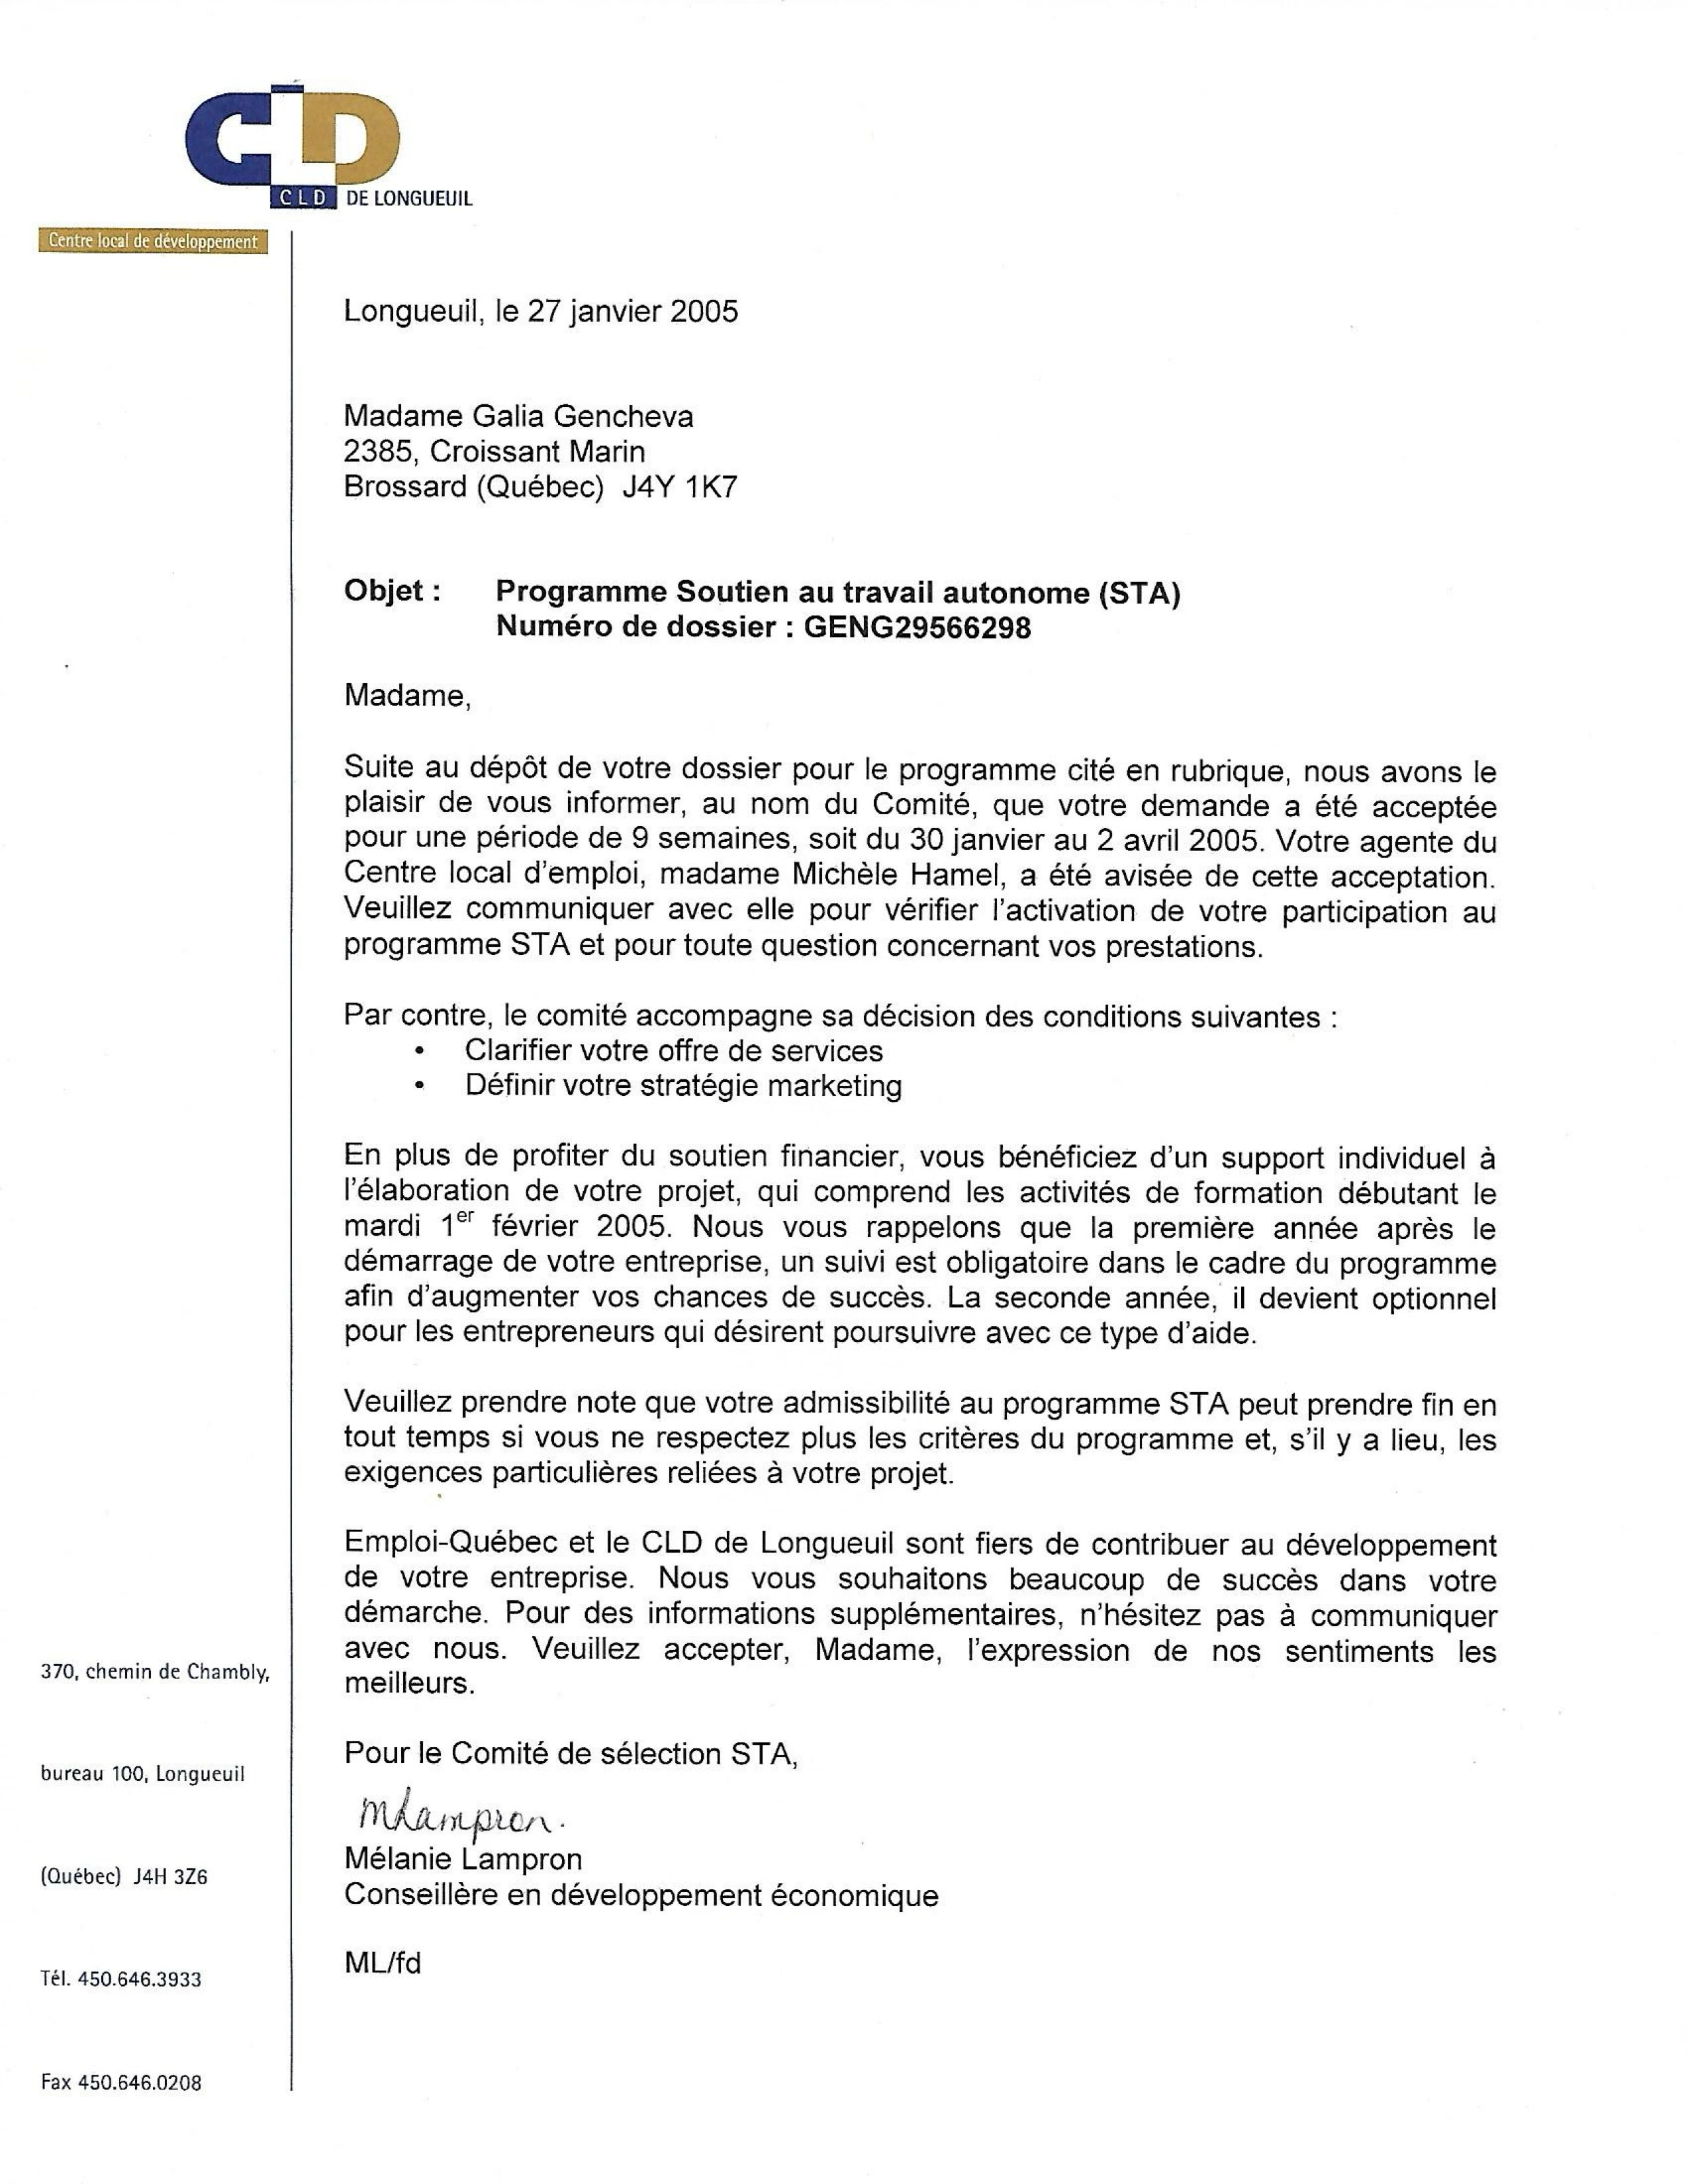 CLD
CLD DE LONGUEUIL
Centre local de développement
Longueuil, le 27 janvier 2005
Madame Galia Gencheva
2385, Croissant Marin
Brossard (Québec) J4Y 1K7
Objet : Programme Soutien au travail autonome (STA)
Numéro de dossier : GENG29566298
Madame,
Suite au dépôt de votre dossier pour le programme cité en rubrique, nous avons le
plaisir de vous informer, au nom du Comité, que votre demande a été acceptée
pour une période de 9 semaines, soit du 30 janvier au 2 avril 2005. Votre agente du
Centre local d'emploi, madame Michèle Hamel, a été avisée de cette acceptation.
Veuillez communiquer avec elle pour vérifier l'activation de votre participation au
programme STA et pour toute question concernant vos prestations.
Par contre, le comité accompagne sa décision des conditions suivantes :
• Clarifier votre offre de services
• Définir votre stratégie marketing
En plus de profiter du soutien financier, vous bénéficiez d'un support individuel à
l'élaboration de votre projet, qui comprend les activités de formation débutant le
mardi 1er février 2005. Nous vous rappelons que la première année après le
démarrage de votre entreprise, un suivi est obligatoire dans le cadre du programme
afin d'augmenter vos chances de succès. La seconde année, il devient optionnel
pour les entrepreneurs qui désirent poursuivre avec ce type d'aide.
Veuillez prendre note que votre admissibilité au programme STA peut prendre fin en
tout temps si vous ne respectez plus les critères du programme et, s'il y a lieu, les
exigences particulières reliées à votre projet.
Emploi-Québec et le CLD de Longueuil sont fiers de contribuer au développement
de votre entreprise. Nous vous souhaitons beaucoup de succès dans votre
démarche. Pour des informations supplémentaires, n'hésitez pas à communiquer
avec nous. Veuillez accepter, Madame, l'expression de nos sentiments les
meilleurs.
Pour le Comité de sélection STA,
MLampron.
Mélanie Lampron
Conseillère en développement économique
ML/fd
370, chemin de Chambly,
bureau 100, Longueuil
(Québec) J4H 3Z6
Tél. 450.646.3933
Fax 450.646.0208